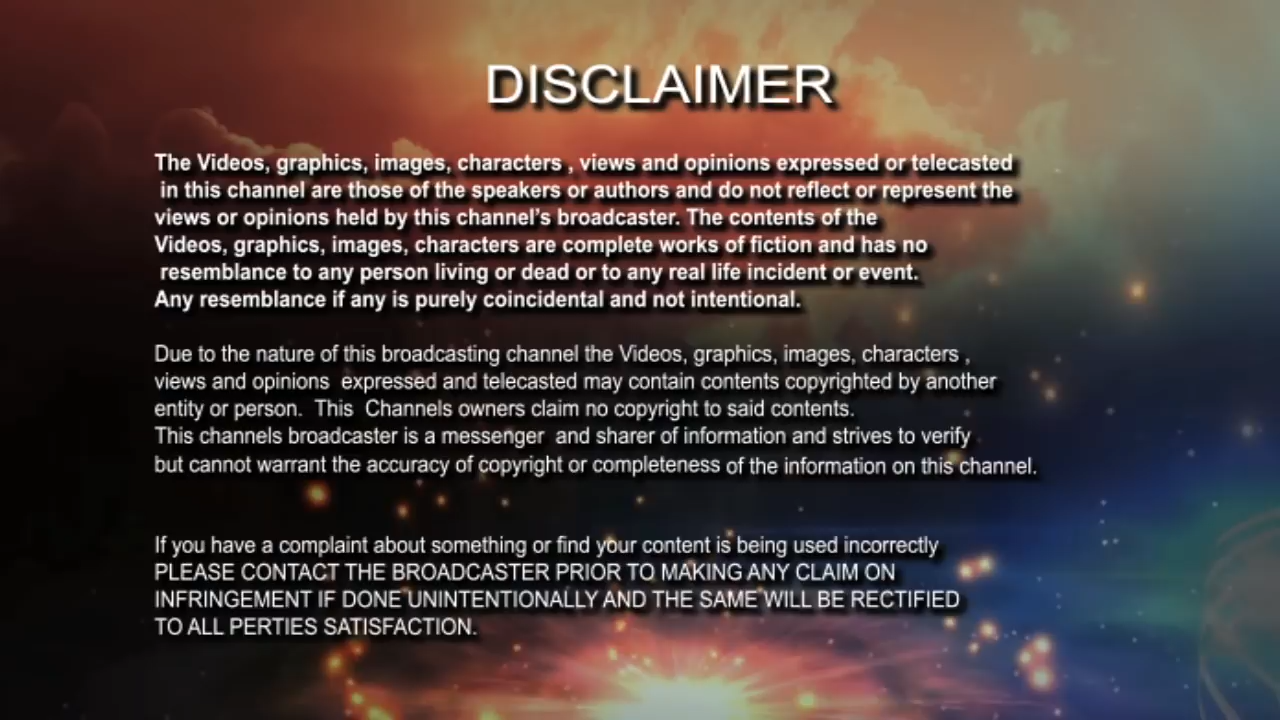 DISCLAIMER
The Videos, graphics, images, characters , views and opinions expressed or telecasted
in this channel are those of the speakers or authors and do not reflect or represent the
views or opinions held by this channel's broadcaster. The contents of the
Videos, graphics, images, characters are complete works of fiction and has no
resemblance to any person living or dead or to any real life incident or event.
Any resemblance if any is purely coincidental and not intentional.
Due to the nature of this broadcasting channel the Videos, graphics, images, characters ,
views and opinions  expressed and telecasted may contain contents copyrighted by another
entity or person.  This  Channels owners claim no copyright to said contents.
This channels broadcaster is a messenger  and sharer of information and strives to verify
but cannot warrant the accuracy of copyright or completeness of the information on this channel.
If you have a complaint about something or find your content is being used incorrectly
PLEASE CONTACT THE BROADCASTER PRIOR TO MAKING ANY CLAIM ON
INFRINGEMENT IF DONE UNINTENTIONALLY AND THE SAME WILL BE RECTIFIED
TO ALL PERTIES SATISFACTION.